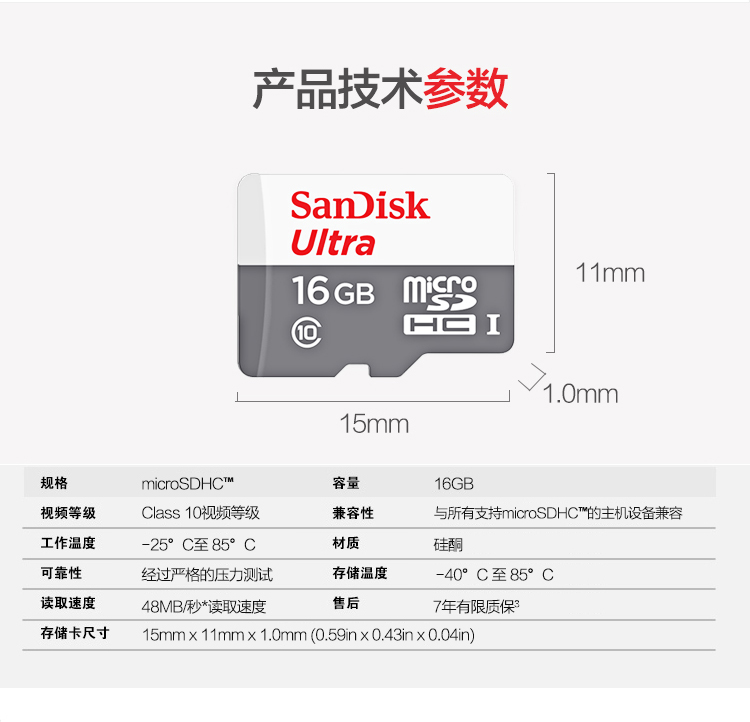 产品技术参数
SanDisk
Ultra
16 GB
micro
SD
HC I
10
11mm
1.0mm
15mm
规格 microSDHC™ 容量 16GB
视频等级 Class 10视频等级 兼容性 与所有支持microSDHC™的主机设备兼容
工作温度 -25°C至 85°C 材质 硅酮
可靠性 经过严格的压力测试 存储温度 -40°C 至 85°C
读取速度 48MB/秒*读取速度 售后 7年有限质保³
存储卡尺寸 15mm x 11mm x 1.0mm (0.59in x 0.43in x 0.04in)